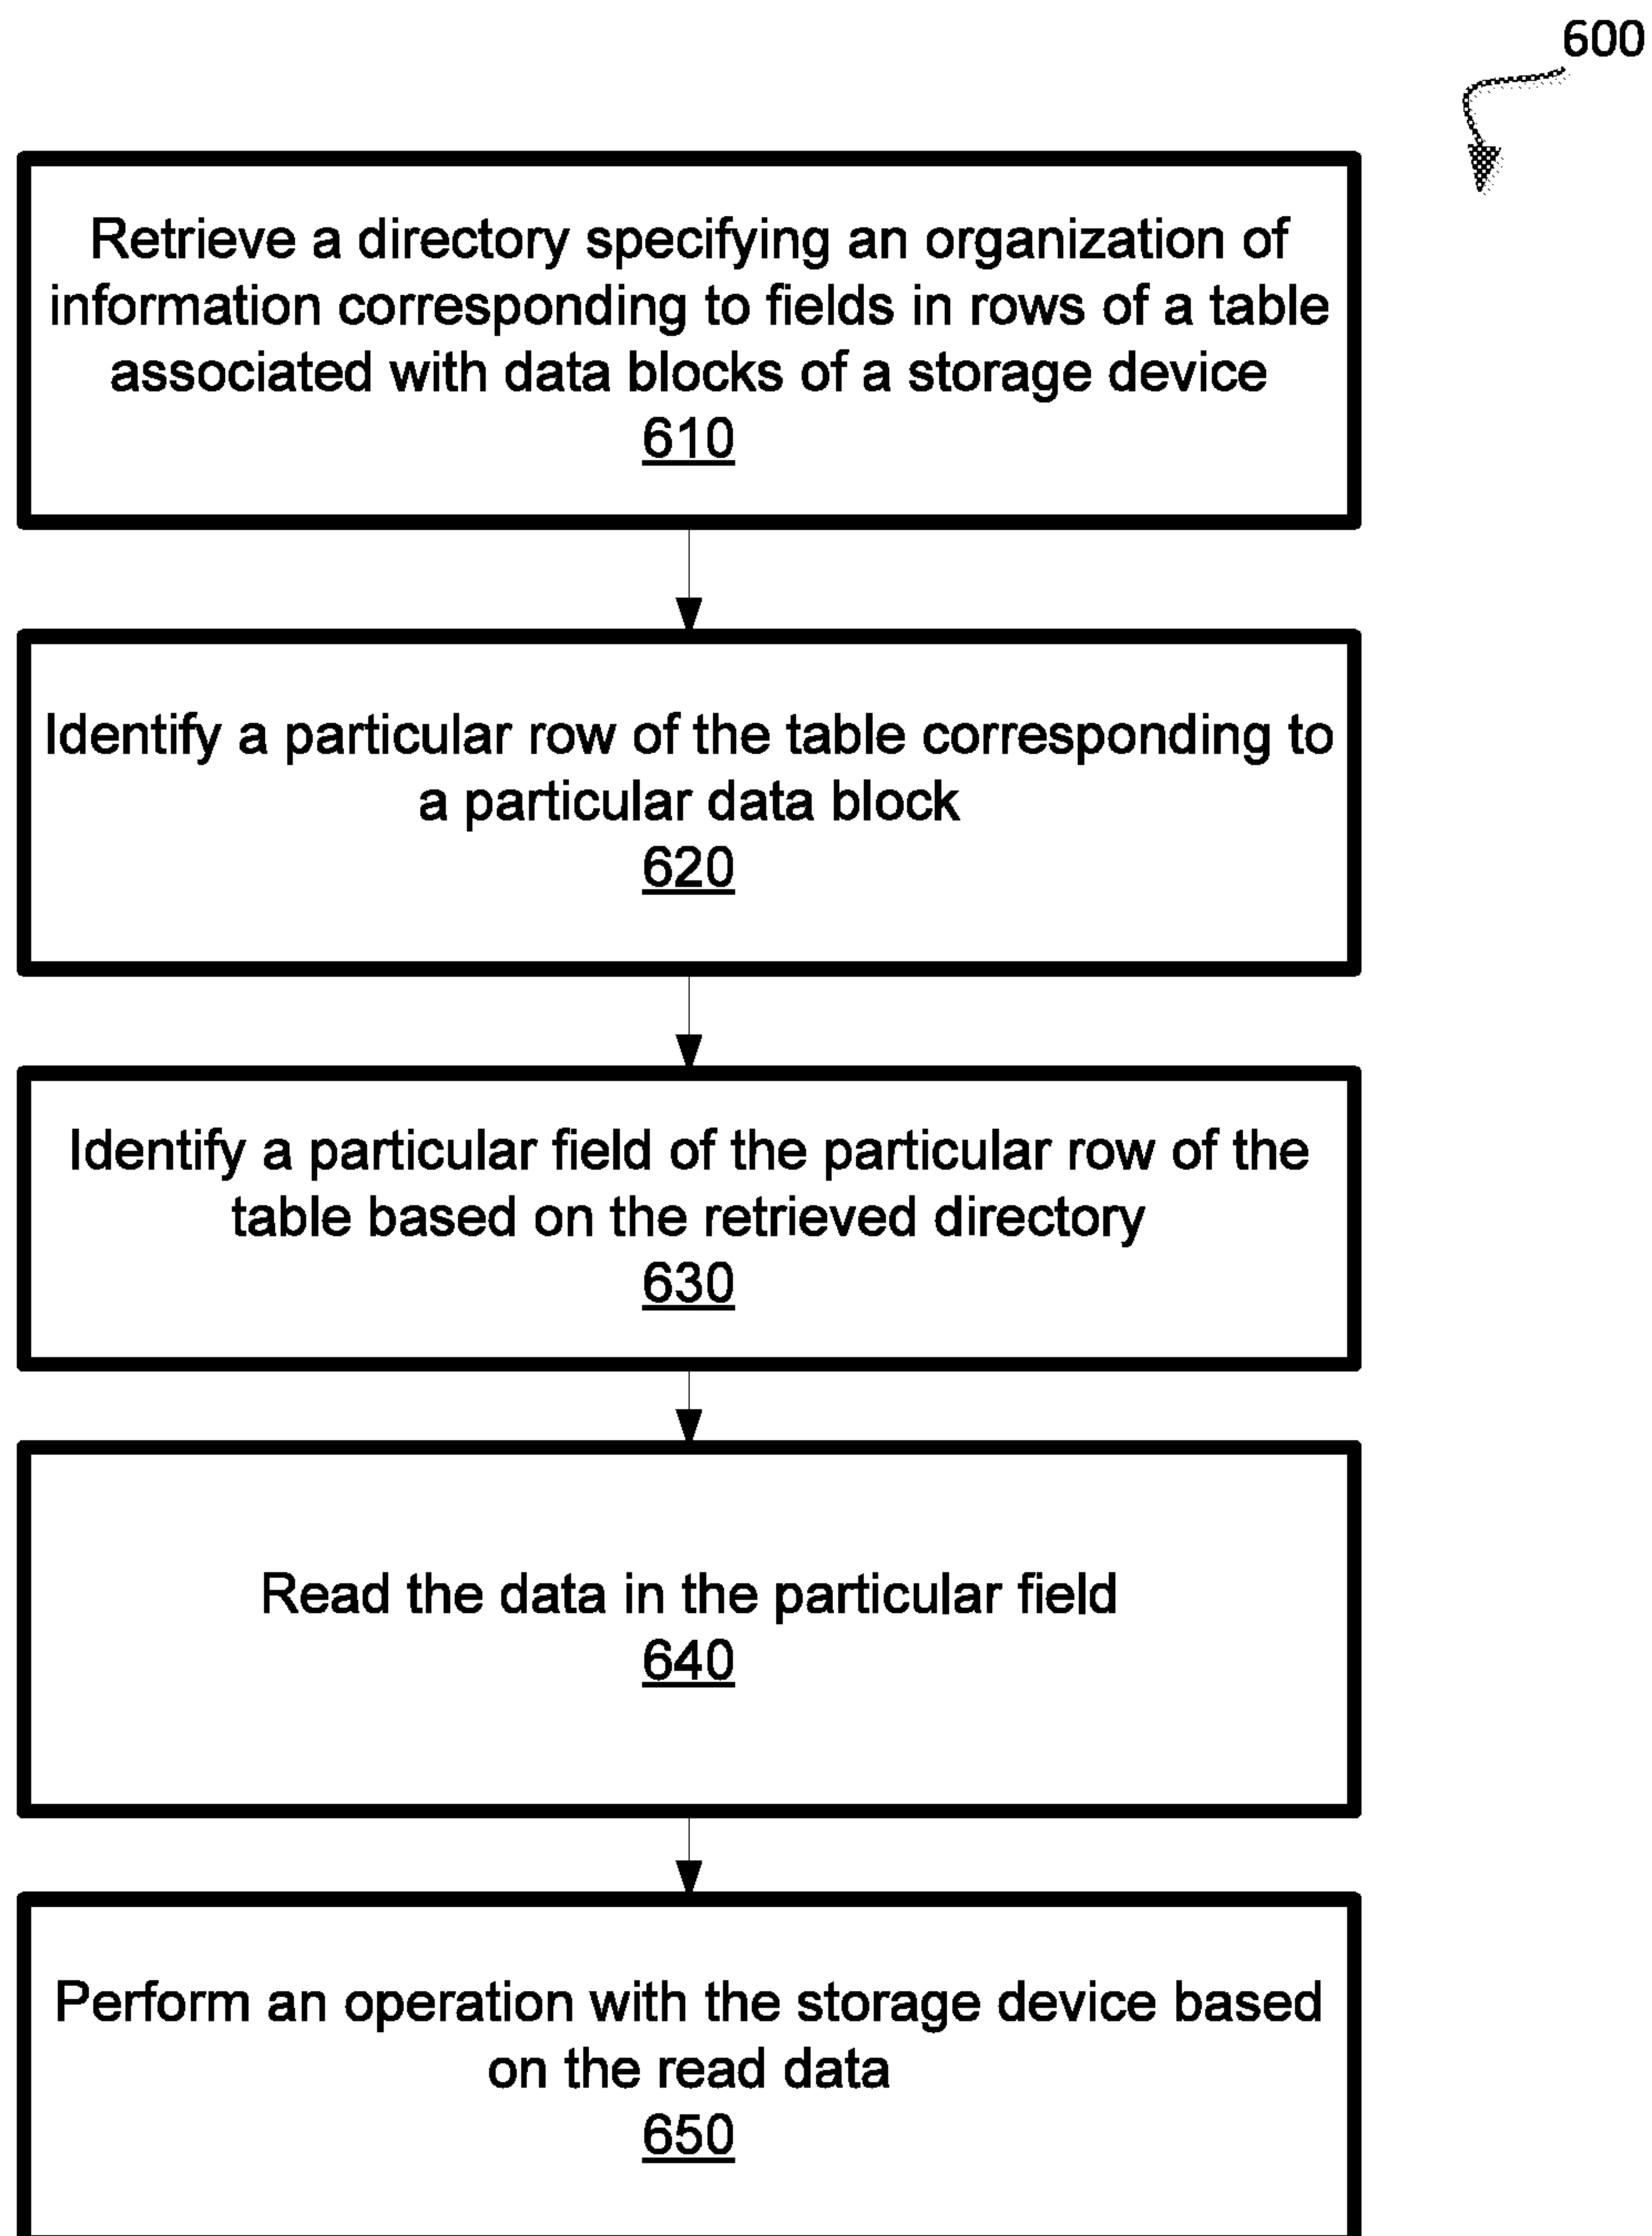 600
Retrieve a directory specifying an organization of
information corresponding to fields in rows of a table
associated with data blocks of a storage device
610
Identify a particular row of the table corresponding to
a particular data block
620
Identify a particular field of the particular row of the
table based on the retrieved directory
630
Read the data in the particular field
640
Perform an operation with the storage device based
on the read data
650